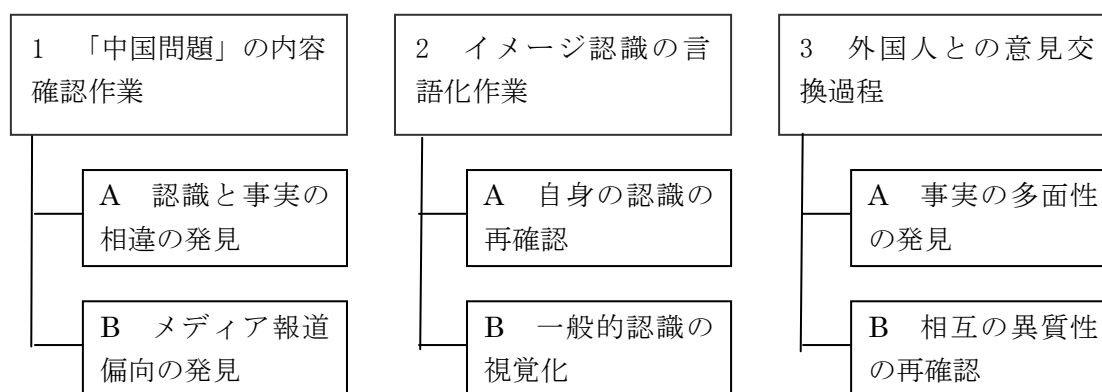 1　「中国問題」の内容
確認作業
A　認識と事実の
相違の発見
B　メディア報道
偏向の発見
2　イメージ認識の言
語化作業
A　自身の認識の
再確認
B　一般的認識の
視覚化
3　外国人との意見交
換過程
A　事実の多面性
の発見
B　相互の異質性
の再確認